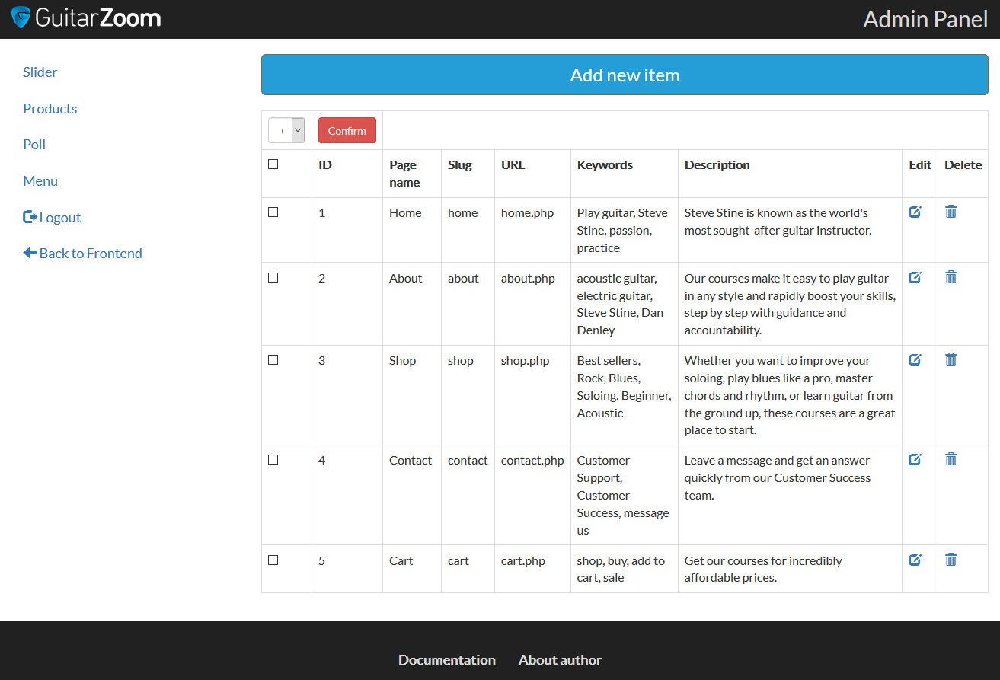 GuitarZoom
Admin Panel
Slider
Products
Poll
Menu
Logout
Back to Frontend
Add new item
Confirm
ID
Page
name
Slug
URL
Keywords
Description
Edit
Delete
1
Home
home
home.php
Play guitar, Steve
Stine, passion,
practice
Steve Stine is known as the world's
most sought-after guitar instructor.
2
About
about
about.php
acoustic guitar,
electric guitar,
Steve Stine, Dan
Denley
Our courses make it easy to play guitar
in any style and rapidly boost your skills,
step by step with guidance and
accountability.
3
Shop
shop
shop.php
Best sellers,
Rock, Blues,
Soloing, Beginner,
Acoustic
Whether you want to improve your
soloing, play blues like a pro, master
chords and rhythm, or learn guitar from
the ground up, these courses are a great
place to start.
4
Contact
contact
contact.php
Customer
Support,
Customer
Success, message
us
Leave a message and get an answer
quickly from our Customer Success
team.
5
Cart
cart
cart.php
shop, buy, add to
cart, sale
Get our courses for incredibly
affordable prices.
Documentation
About author